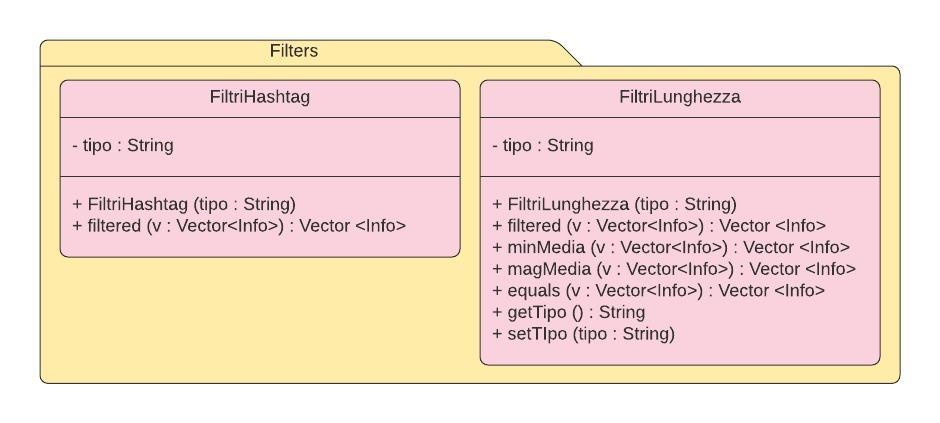 Filters
FiltriHashtag
- tipo : String
+ FiltriHashtag (tipo : String)
+ filtered (v : Vector<Info>) : Vector <Info>
FiltriLunghezza
- tipo : String
+ FiltriLunghezza (tipo : String)
+ filtered (v : Vector<Info>) : Vector <Info>
+ minMedia (v : Vector<Info>) : Vector <Info>
+ magMedia (v : Vector<Info>) : Vector <Info>
+ equals (v : Vector<Info>) : Vector <Info>
+ getTipo () : String
+ setTIpo (tipo : String)